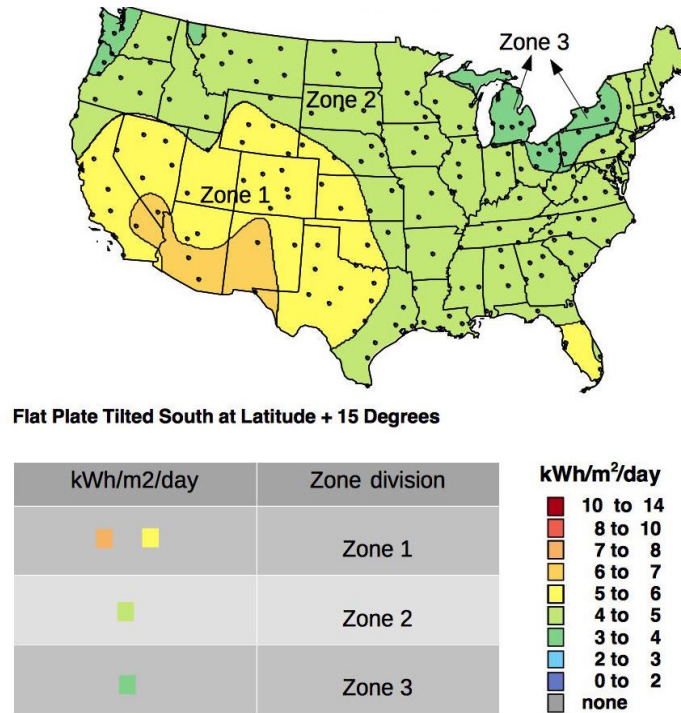 Zone 3
Zone 2
Zone 1
Flat Plate Tilted South at Latitude + 15 Degrees
kWh/m2/day Zone division
Zone 1
Zone 2
Zone 3
kWh/m²/day
10 to 14
8 to 10
7 to 8
6 to 7
5 to 6
4 to 5
3 to 4
2 to 3
0 to 2
none